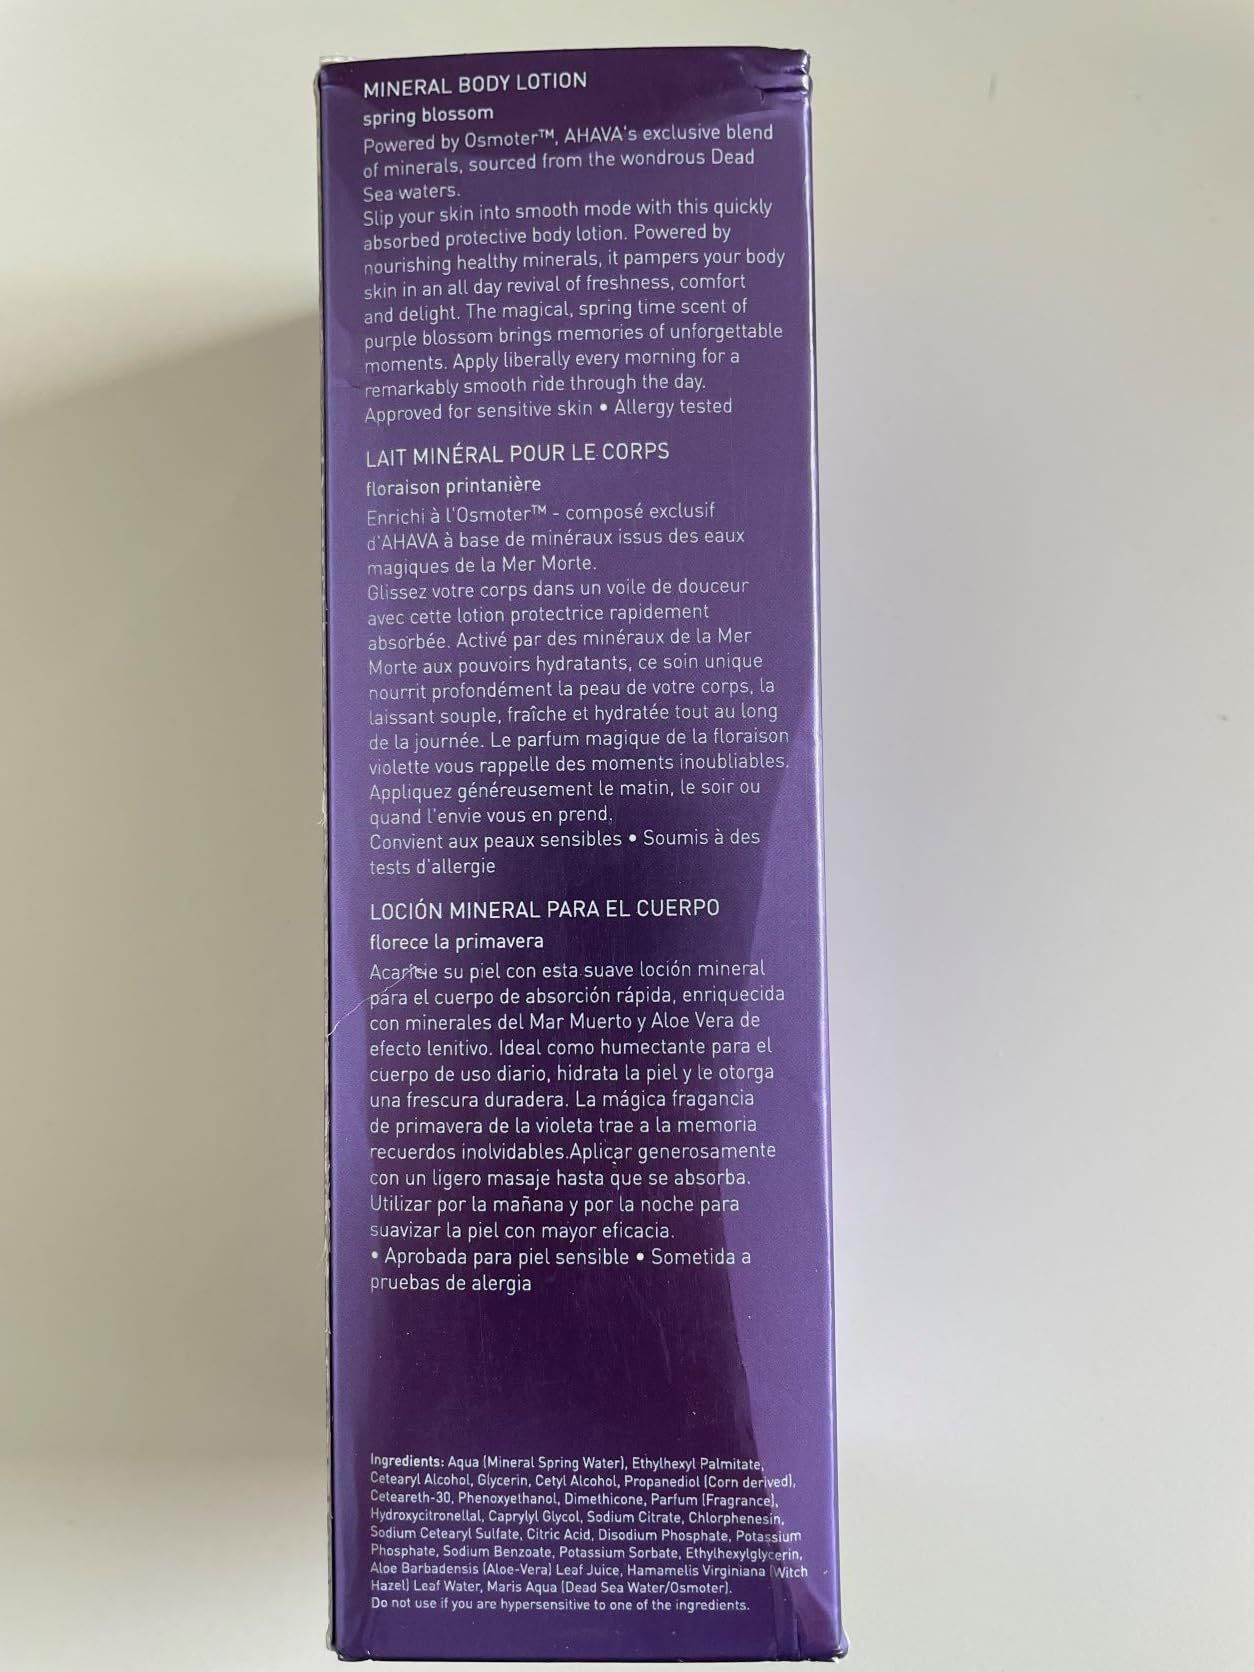 MINERAL BODY LOTION
spring blossom
Powered by Osmoter™, AHAVA's exclusive blend
of minerals, sourced from the wondrous Dead
Sea waters.
Slip your skin into smooth mode with this quickly
absorbed protective body lotion. Powered by
nourishing healthy minerals, it pampers your body
skin in an all day revival of freshness, comfort
and delight. The magical, spring time scent of
purple blossom brings memories of unforgettable
moments. Apply liberally every morning for a
remarkably smooth ride through the day.
Approved for sensitive skin • Allergy tested
LAIT MINÉRAL POUR LE CORPS
floraison printanière
Enrichi à l'Osmoter™ - composé exclusif
d'AHAVA à base de minéraux issus des eaux
magiques de la Mer Morte.
Glissez votre corps dans un voile de douceur
avec cette lotion protectrice rapidement
absorbée. Activé par des minéraux de la Mer
Morte aux pouvoirs hydratants, ce soin unique
nourrit profondément la peau de votre corps, la
laissant souple, fraîche et hydratée tout au long
de la journée. Le parfum magique de la floraison
violette vous rappelle des moments inoubliables.
Appliquez généreusement le matin, le soir ou
quand l'envie vous en prend.
Convient aux peaux sensibles • Soumis à des
tests d'allergie
LOCIÓN MINERAL PARA EL CUERPO
florece la primavera
Acaricie su piel con esta suave loción mineral
para el cuerpo de absorción rápida, enriquecida
con minerales del Mar Muerto y Aloe Vera de
efecto lenitivo. Ideal como humectante para el
cuerpo de uso diario, hidrata la piel y le otorga
una frescura duradera. La mágica fragancia
de primavera de la violeta trae a la memoria
recuerdos inolvidables.Aplicar generosamente
con un ligero masaje hasta que se absorba.
Utilizar por la mañana y por la noche para
suavizar la piel con mayor eficacia.
• Aprobada para piel sensible • Sometida a
pruebas de alergia
Ingredients: Aqua (Mineral Spring Water), Ethylhexyl Palmitate,
Cetearyl Alcohol, Glycerin, Cetyl Alcohol, Propanediol (Corn derived),
Ceteareth-30, Phenoxyethanol, Dimethicone, Parfum (Fragrance),
Hydroxycitronellal, Caprylyl Glycol, Sodium Citrate, Chlorphenesin,
Sodium Cetearyl Sulfate, Citric Acid, Disodium Phosphate, Potassium
Phosphate, Sodium Benzoate, Potassium Sorbate, Ethylhexylglycerin,
Aloe Barbadensis (Aloe-Vera) Leaf Juice, Hamamelis Virginiana (Witch
Hazel) Leaf Water, Maris Aqua (Dead Sea Water/Osmoter).
Do not use if you are hypersensitive to one of the ingredients.